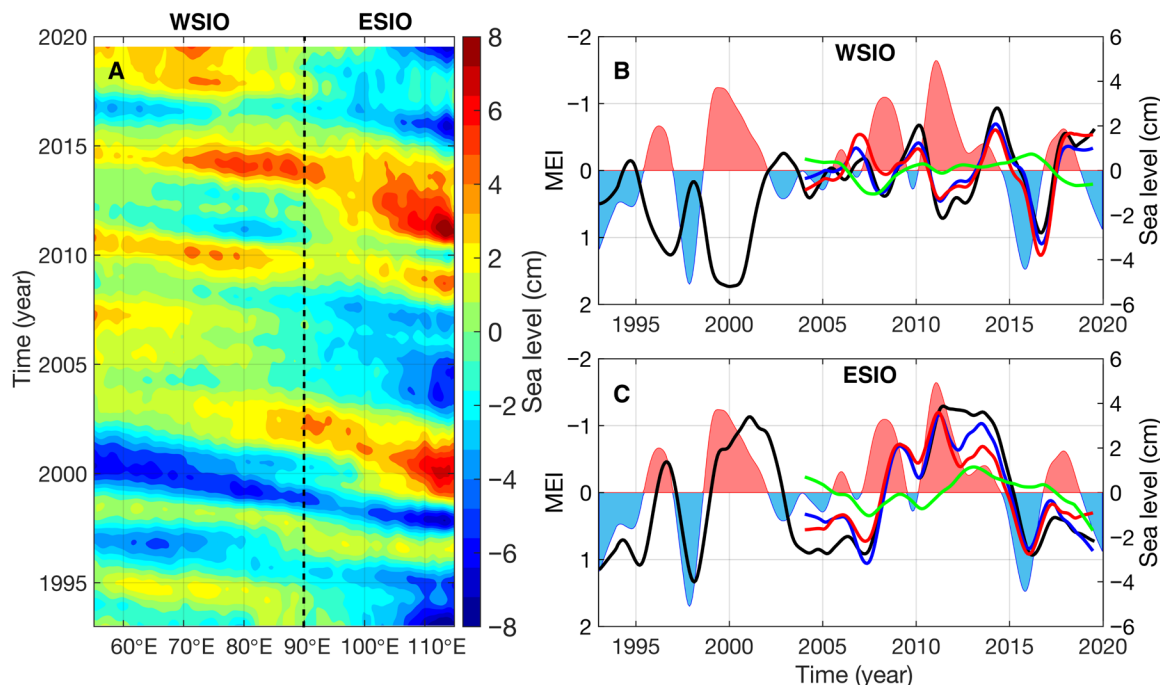 WSIO ESIO
A
2020
2015
2010
2005
2000
1995
Time (year)
60°E 70°E 80°E 90°E 100°E 110°E
8
6
4
2
0
−2
−4
−6
−8
Sea level (cm)
B
WSIO
−2
−1
0
1
2
MEI
6
4
2
0
−2
−4
−6
Sea level (cm)
1995 2000 2005 2010 2015 2020
C
ESIO
−2
−1
0
1
2
MEI
6
4
2
0
−2
−4
−6
Sea level (cm)
1995 2000 2005 2010 2015 2020
Time (year)